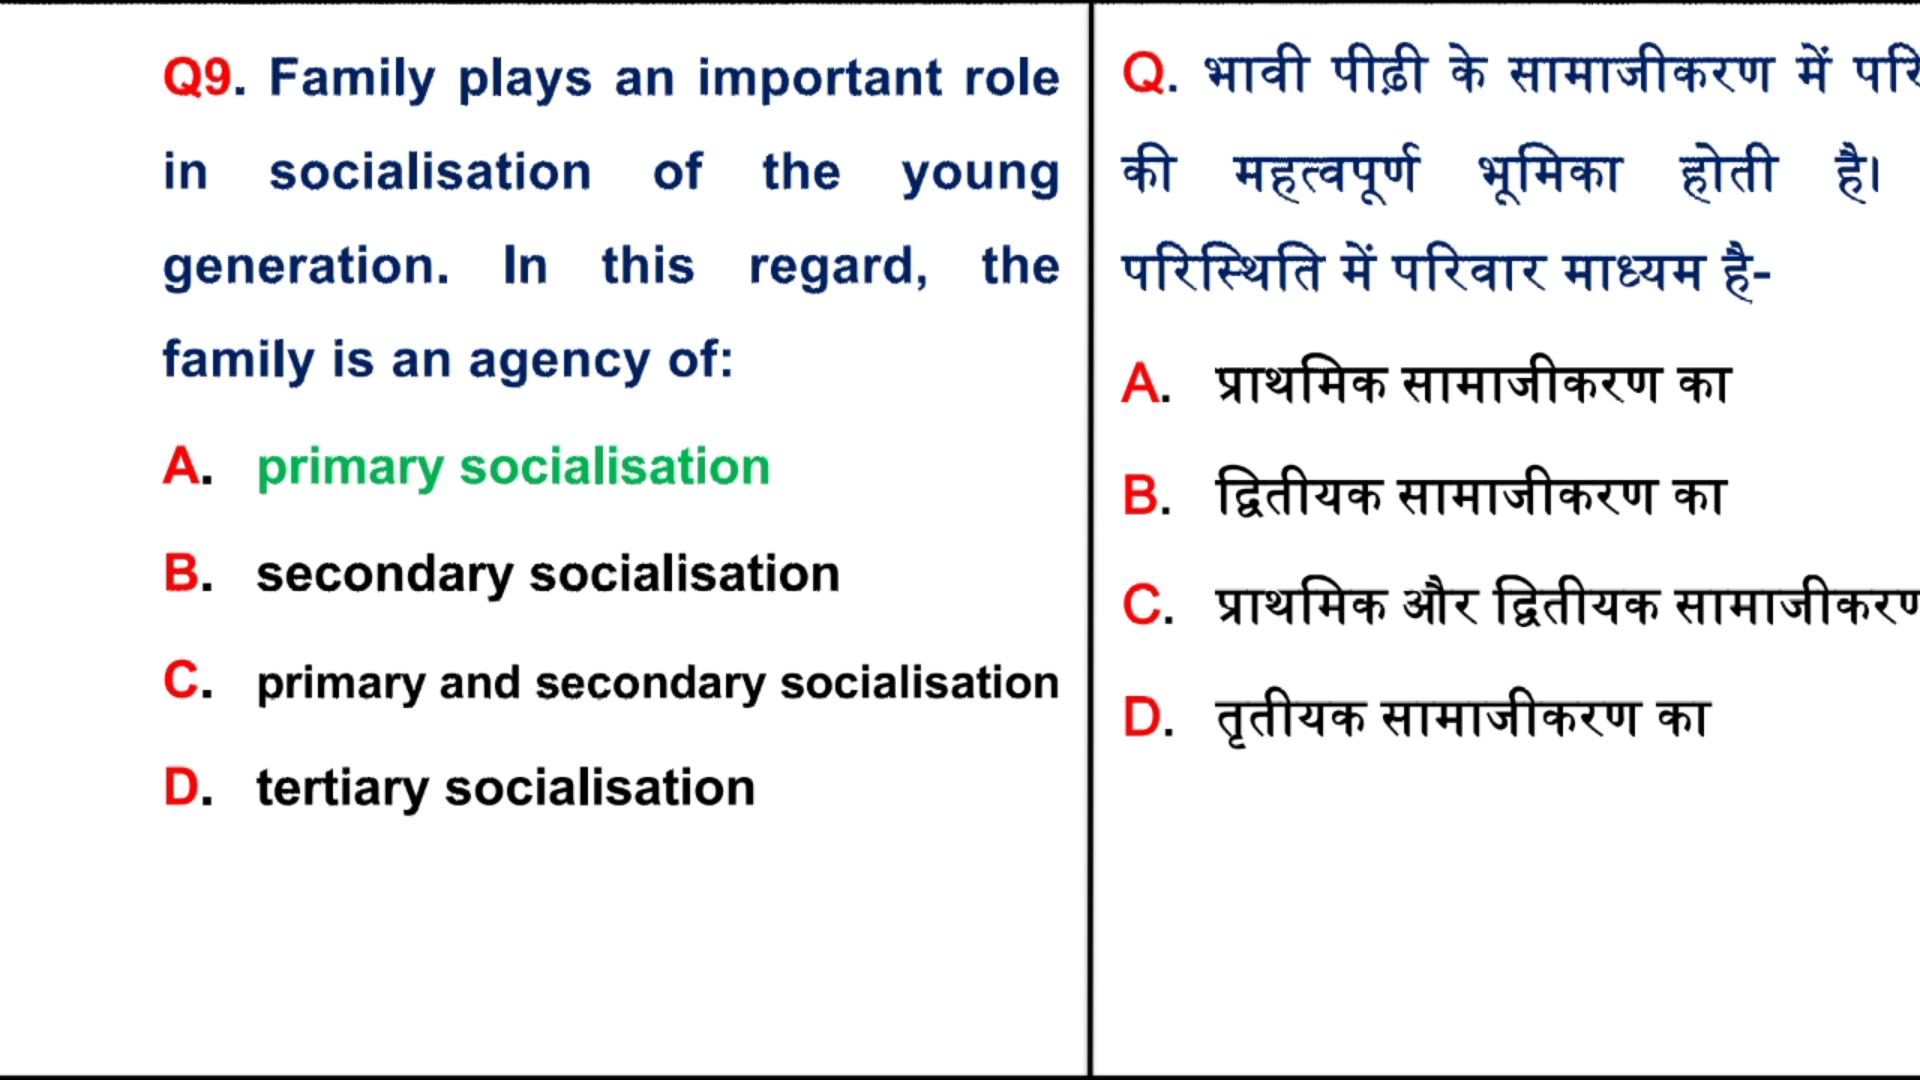 Q9. Family plays an important role
in socialisation of the young
generation. In this regard, the
family is an agency of:
A. primary socialisation
B. secondary socialisation
C. primary and secondary socialisation
D. tertiary socialisation
Q. भावी पीढ़ी के सामाजीकरण में
की महत्वपूर्ण भूमिका होती है।
परिस्थिति में परिवार माध्यम है-
A. प्राथमिक सामाजीकरण का
B. द्वितीयक सामाजीकरण का
C. प्राथमिक और द्वितीयक सामाजीकरण
D. तृतीयक सामाजीकरण का